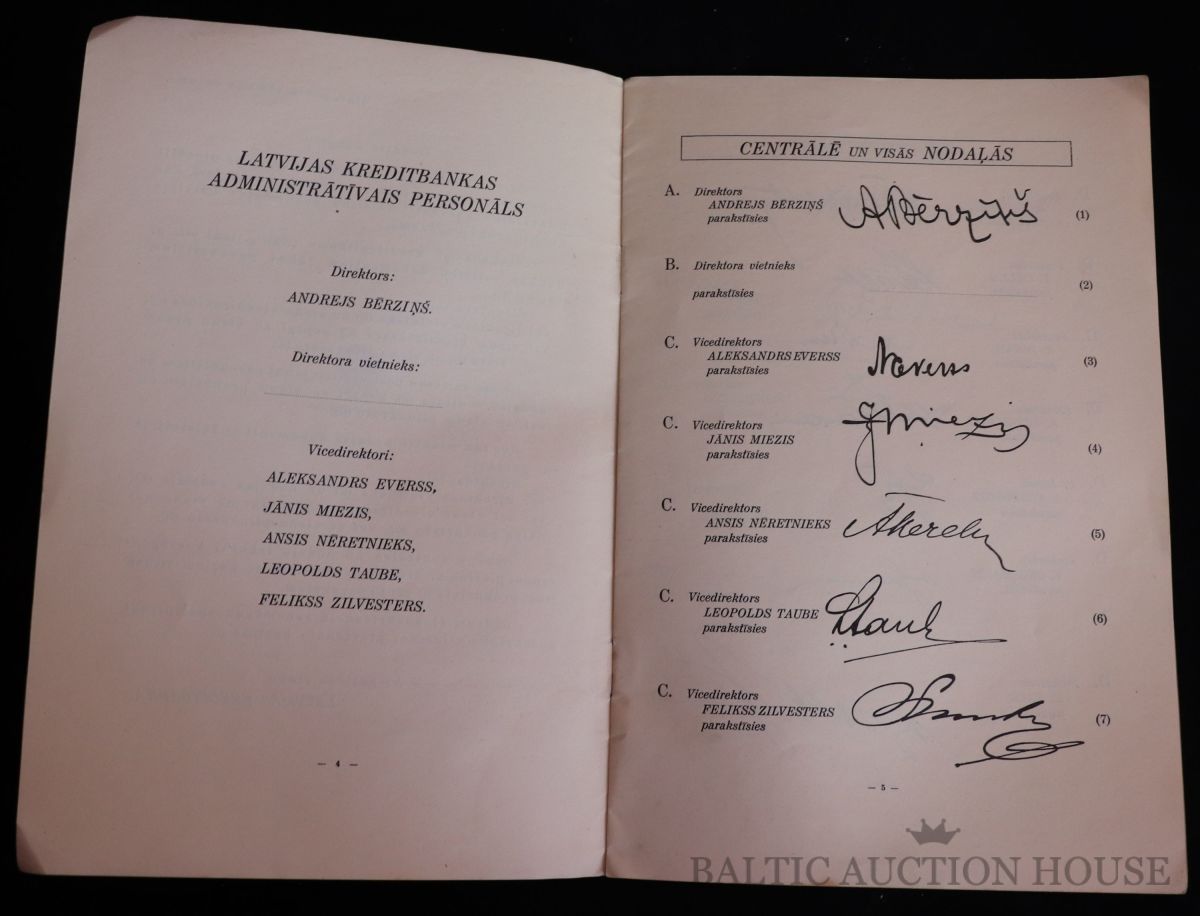 LATVIJAS KREDITBANKAS
ADMINISTRĀTĪVAIS PERSONĀLS
Direktors:
ANDREJS BĒRZIŅŠ.
Direktora vietnieks:
Vicedirektori:
ALEKSANDRS EVERSS,
JĀNIS MIEZIS,
ANSIS NĒRETNIEKS,
LEOPOLDS TAUBE,
FELIKSS ZILVESTERS.
— 4 —
CENTRĀLĒ UN VISĀS NODAĻĀS
A. Direktors
ANDREJS BĒRZIŅŠ
parakstīsies
ABērziņš
(1)
B. Direktora vietnieks
parakstīsies
(2)
C. Vicedirektors
ALEKSANDRS EVERSS
parakstīsies
(3)
C. Vicedirektors
JĀNIS MIEZIS
parakstīsies
JMiezis
(4)
C. Vicedirektors
ANSIS NĒRETNIEKS
parakstīsies
(5)
C. Vicedirektors
LEOPOLDS TAUBE
parakstīsies
(6)
C. Vicedirektors
FELIKSS ZILVESTERS
parakstīsies
(7)
— 5 —
BALTIC AUCTION HOUSE